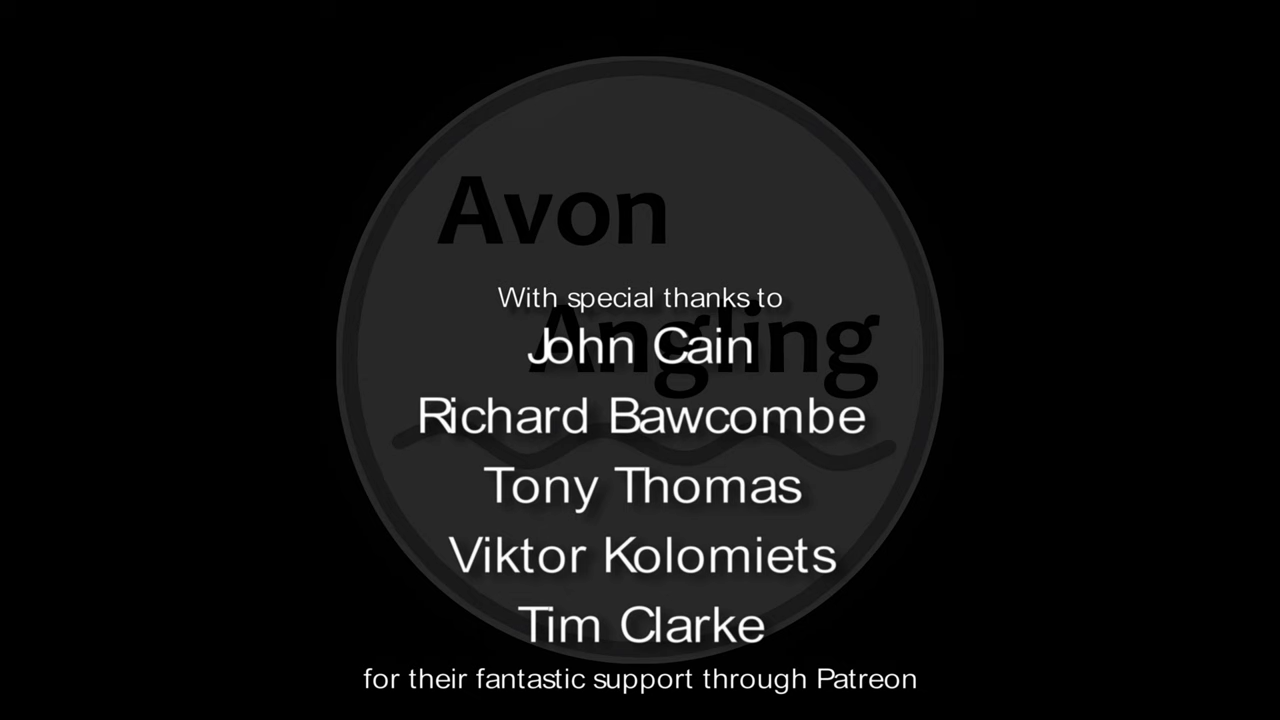 Avon
With special thanks to
Angling
John Cain
Richard Bawcombe
Tony Thomas
Viktor Kolomiets
Tim Clarke
for their fantastic support through Patreon